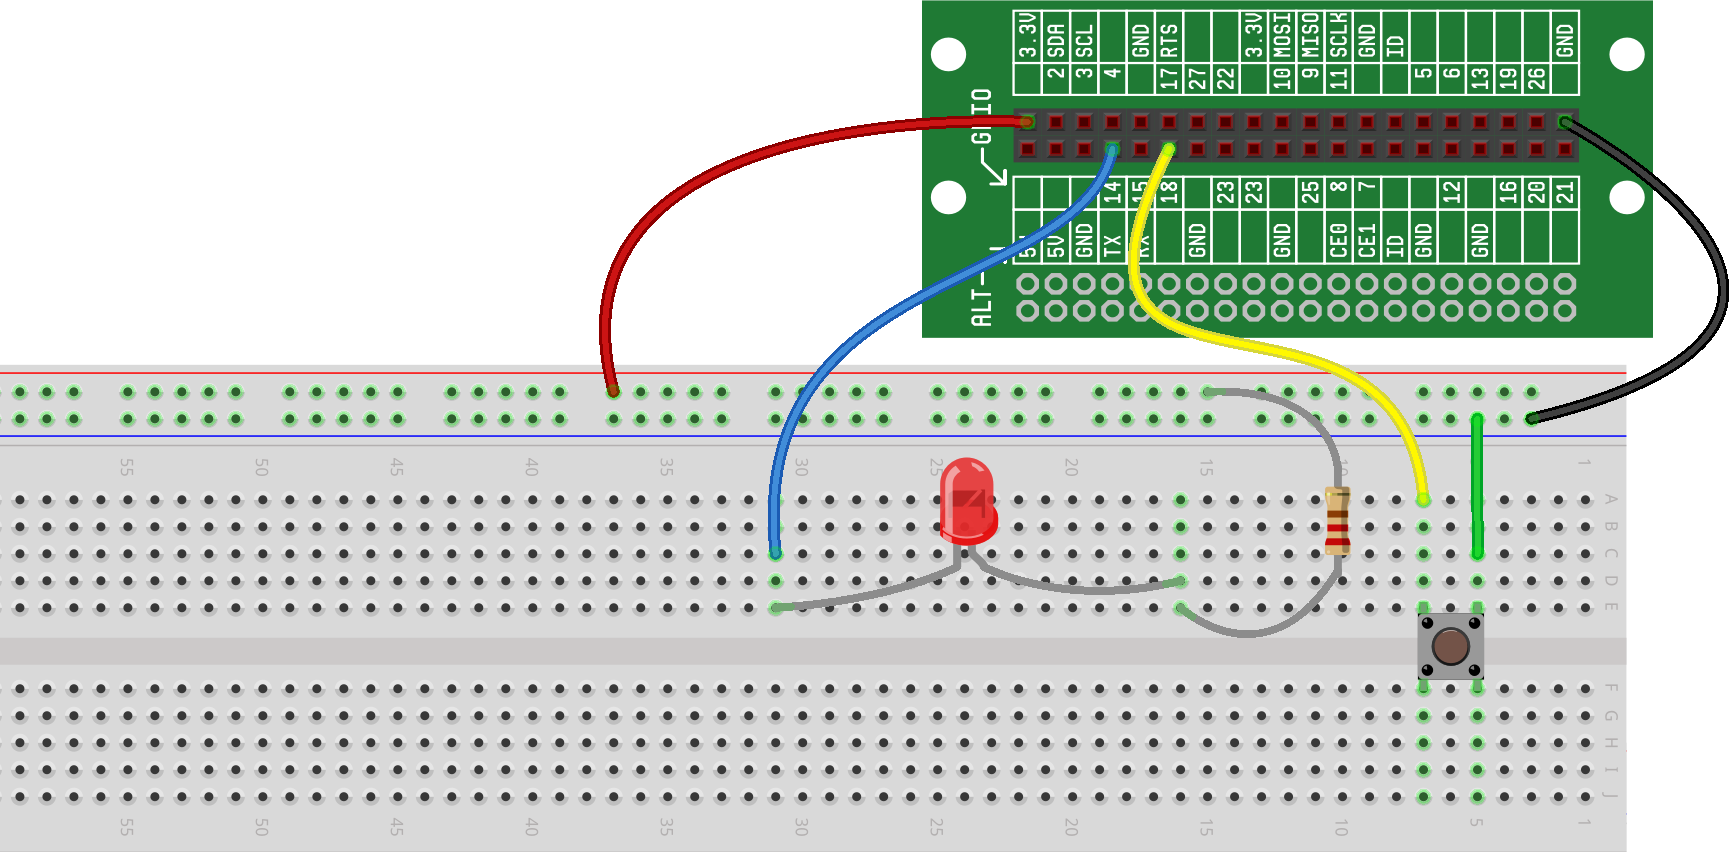 3.3V SDA SCL GND RTS 3.3V MOSI MISO SCLK GND ID GND
2 3 4 17 27 22 10 9 11 5 6 13 19 26
GPIO
14 15 18 23 23 25 8 7 12 16 20 21
5V 5V GND TX RX GND GND CE0 CE1 ID GND GND
ALT
55 50 45 40 35 30 25 20 15 10 1
A
B
C
D
E
F
G
H
I
J
55 50 45 40 35 30 25 20 15 10 5 1